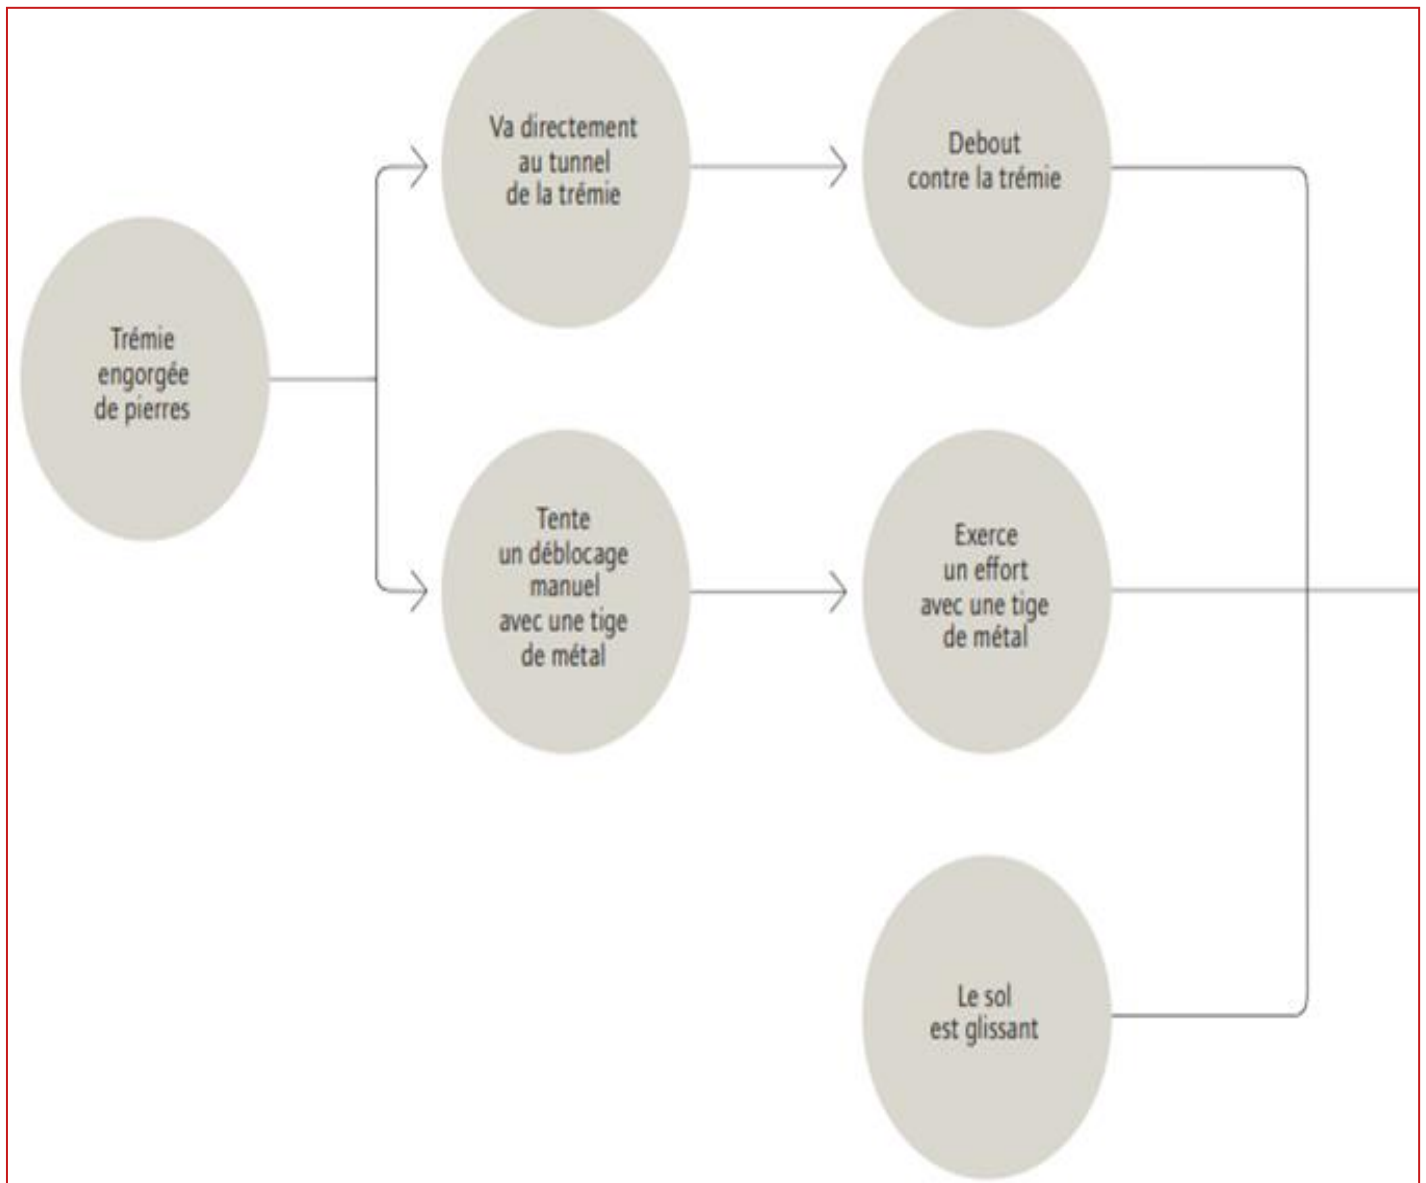 Trémie
engorgée
de pierres
Va directement
au tunnel
de la trémie
Debout
contre la trémie
Tente
un déblocage
manuel
avec une tige
de métal
Exerce
un effort
avec une tige
de métal
Le sol
est glissant